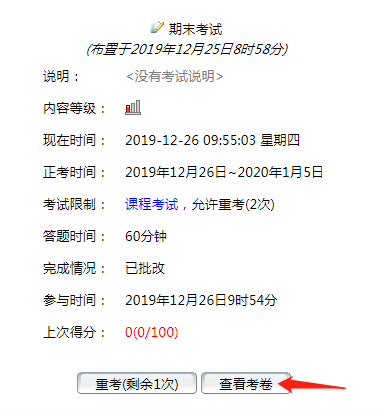 期末考试
(布置于2019年12月25日8时58分)
说明： <没有考试说明>
内容等级：
现在时间： 2019-12-26 09:55:03 星期四
正考时间： 2019年12月26日~2020年1月5日
考试限制： 课程考试，允许重考(2次)
答题时间： 60分钟
完成情况： 已批改
参与时间： 2019年12月26日9时54分
上次得分： 0(0/100)
重考(剩余1次) 查看考卷